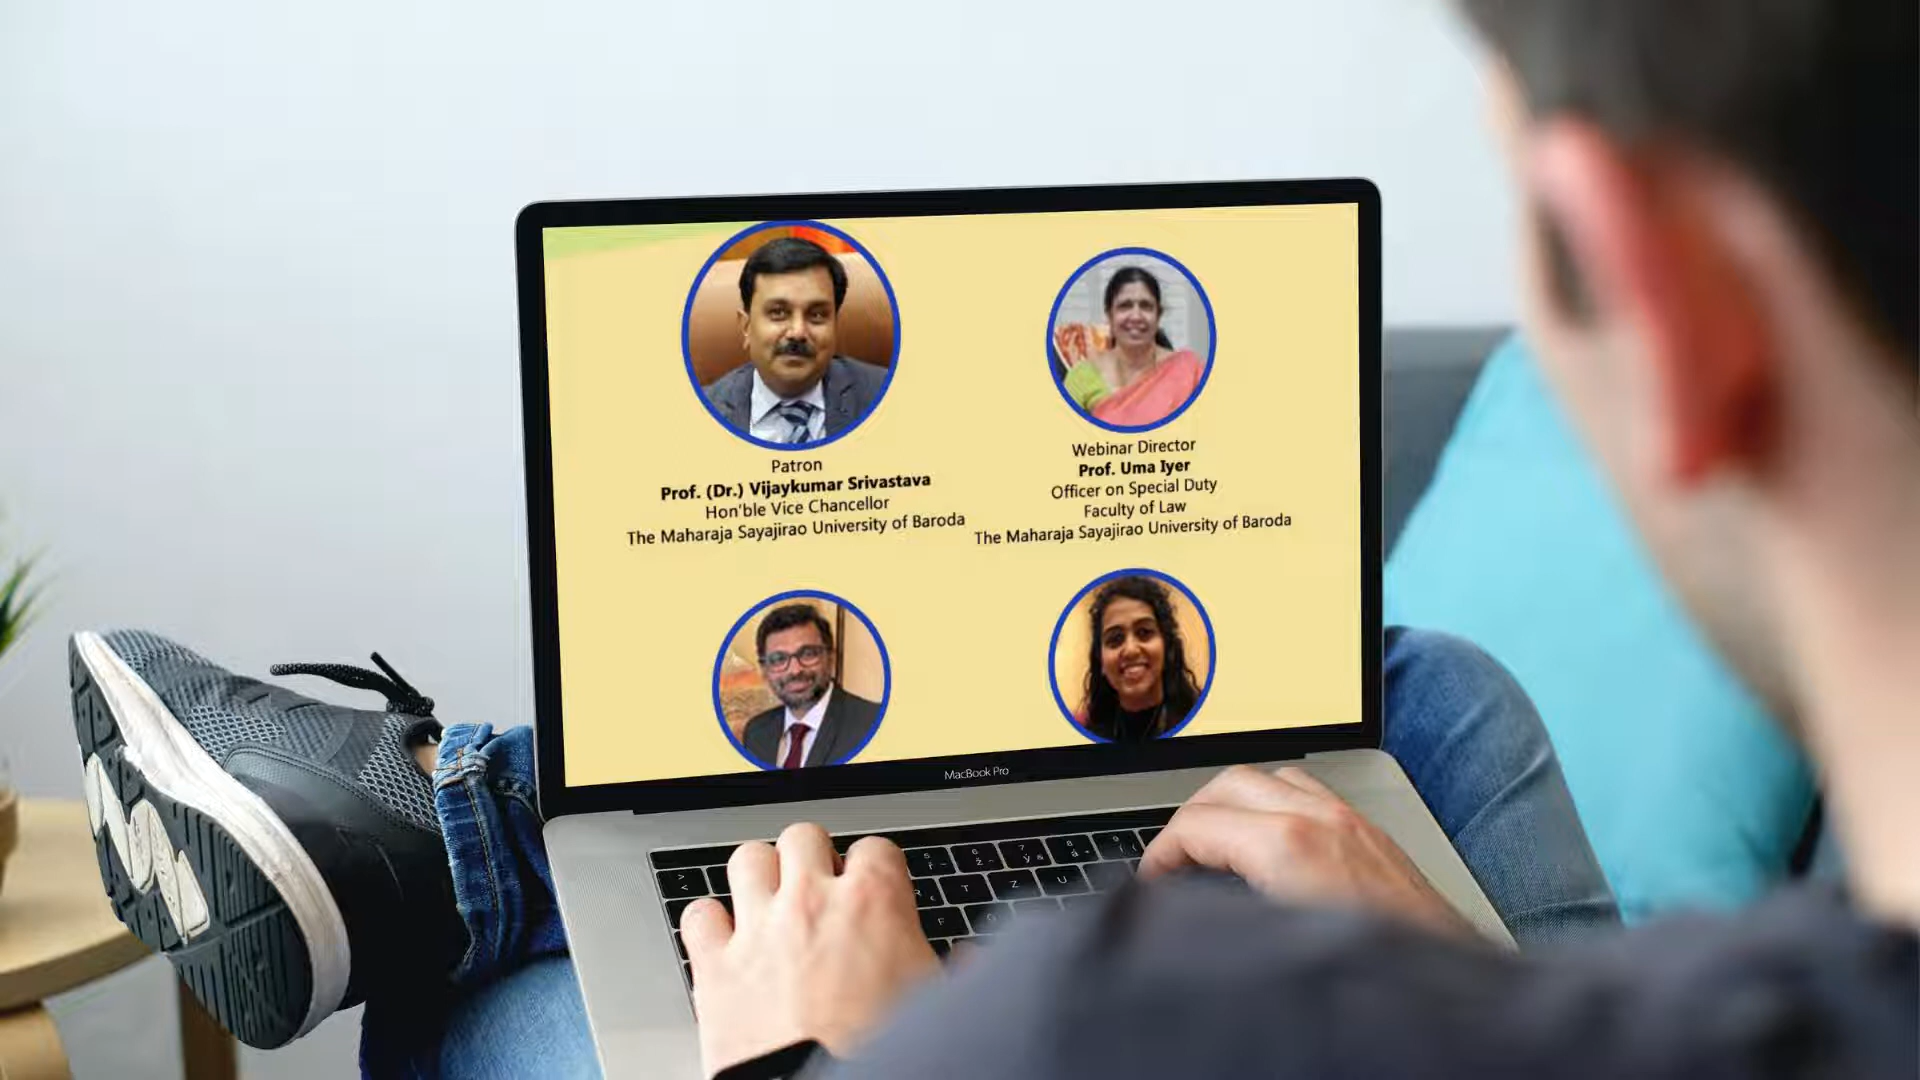 Patron
Prof. (Dr.) Vijaykumar Srivastava
Hon'ble Vice Chancellor
The Maharaja Sayajirao University of Baroda
Webinar Director
Prof. Uma Iyer
Officer on Special Duty
Faculty of Law
The Maharaja Sayajirao University of Baroda
MacBook Pro
T Z U
F